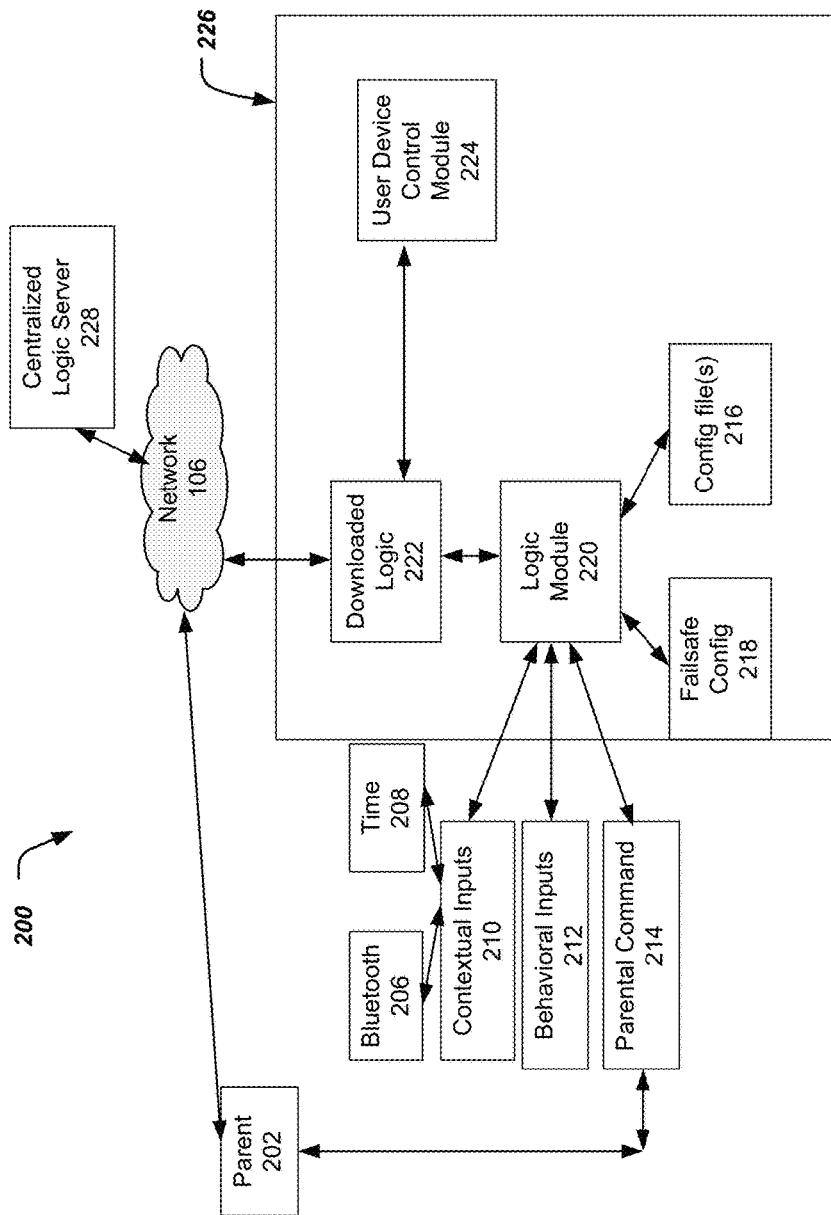 200
Parent
202
Network
106
Centralized
Logic Server
228
226
Bluetooth
206
Time
208
Contextual Inputs
210
Behavioral Inputs
212
Parental Command
214
Downloaded
Logic
222
User Device
Control
Module
224
Logic
Module
220
Failsafe
Config
218
Config file(s)
216